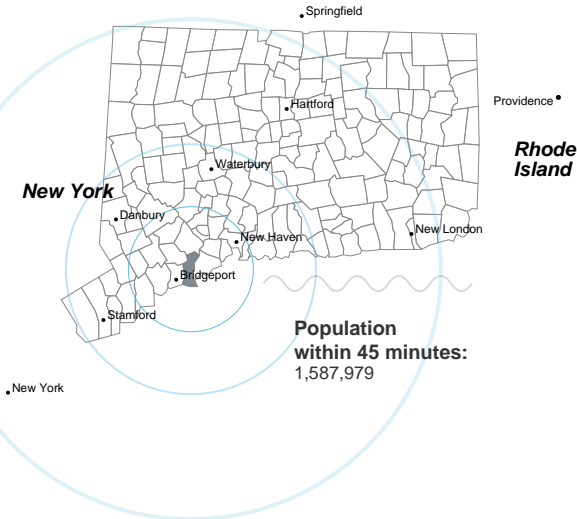 Springfield
Providence
Hartford
Rhode
Island
Waterbury
New York
Danbury
New Haven
New London
Bridgeport
Stamford
Population
within 45 minutes:
1,587,979
New York